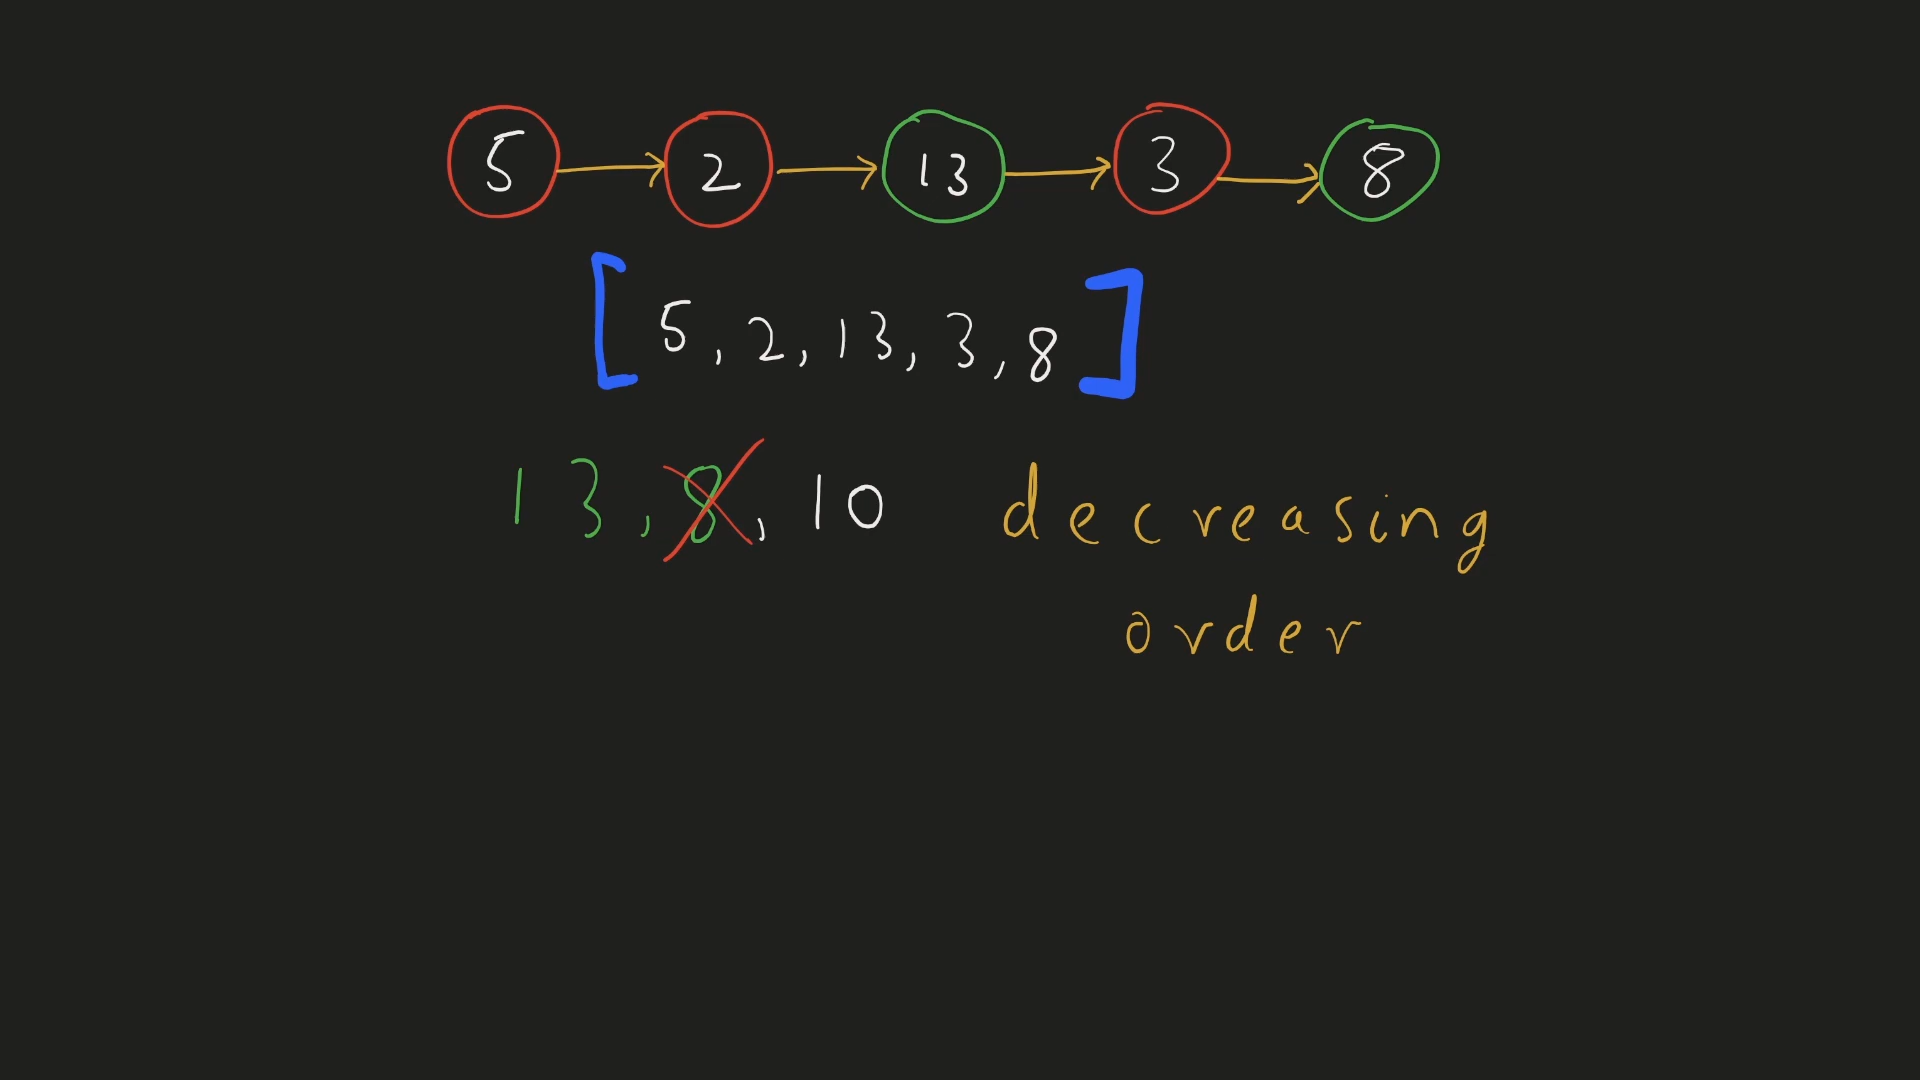 5 2 13 3 8
[5, 2, 13, 3, 8]
13, 8, 10 decreasing
order